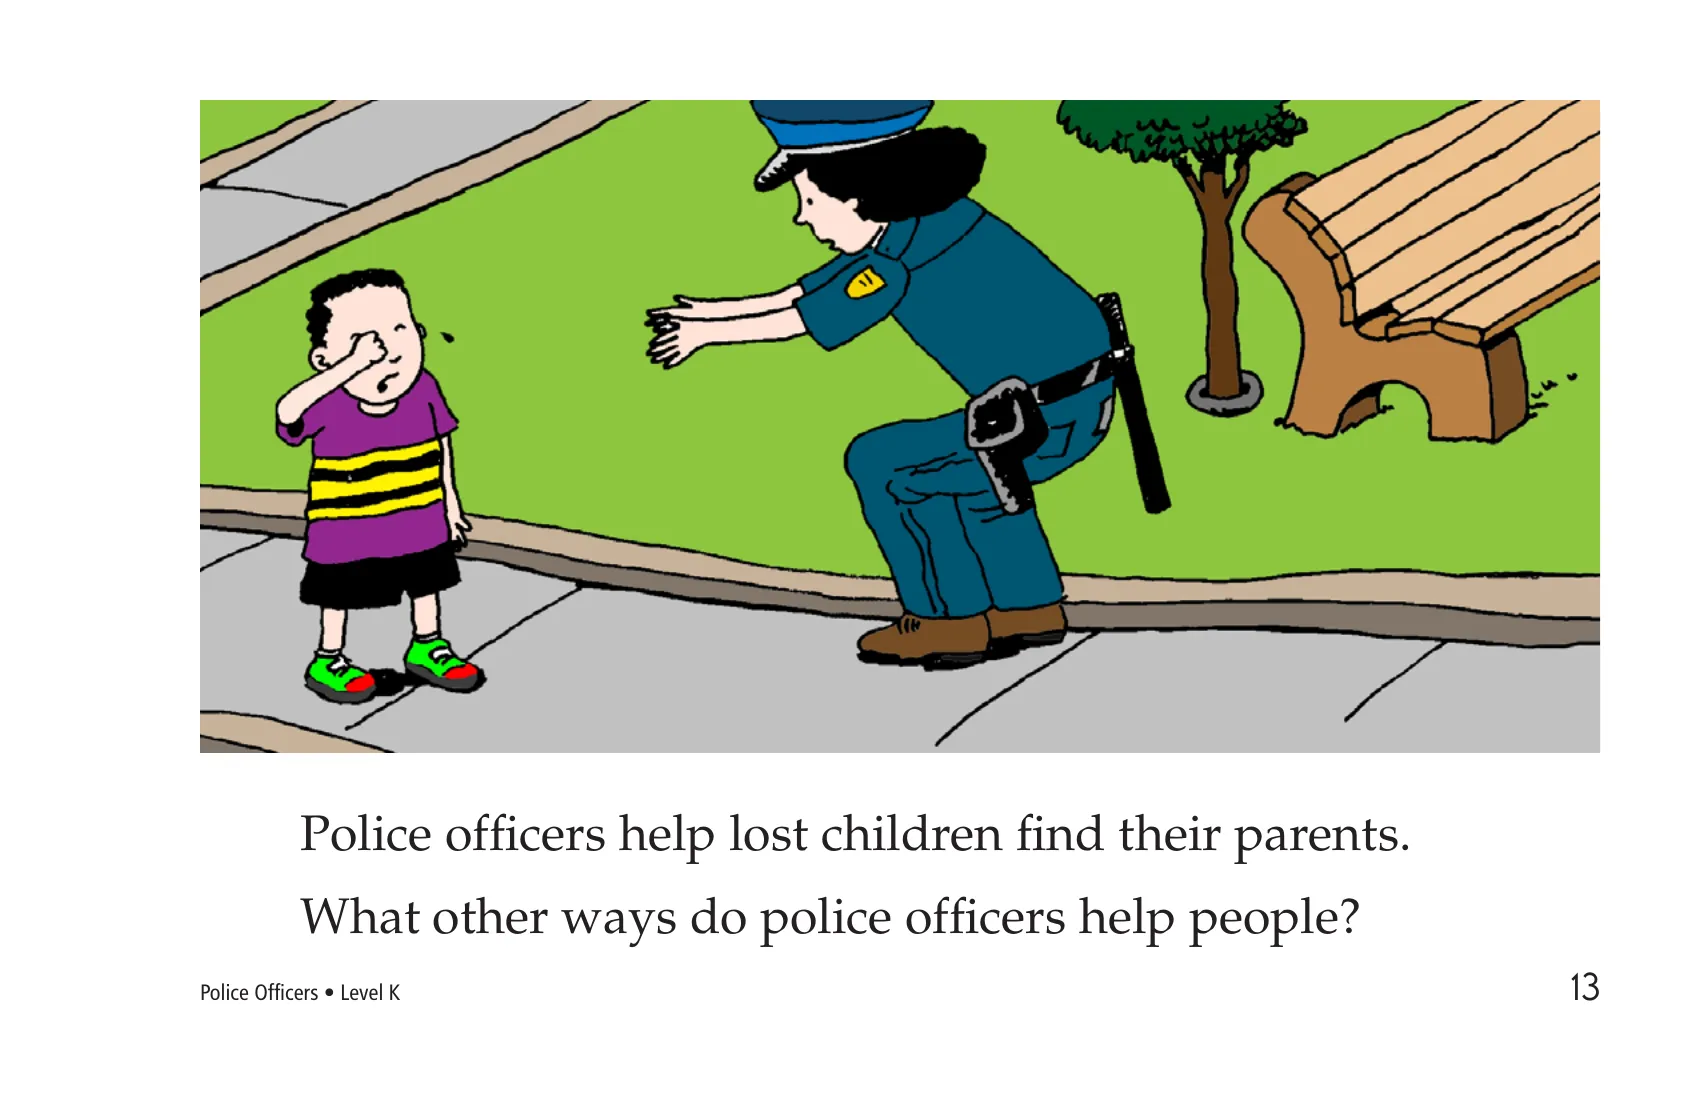 Police officers help lost children find their parents.
What other ways do police officers help people?
Police Officers • Level K
13